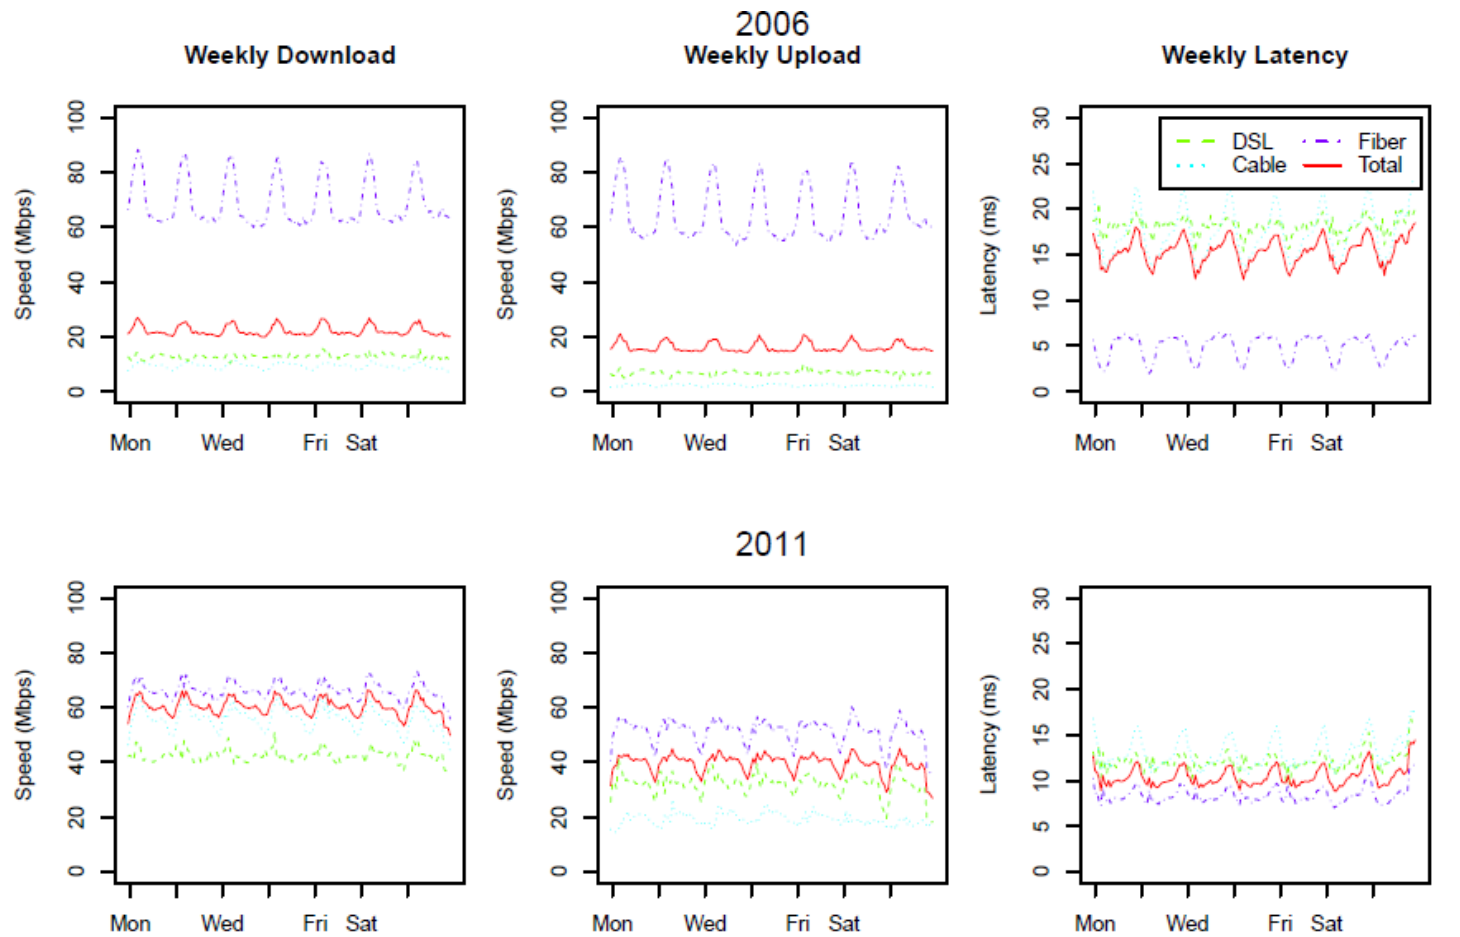 2006
Weekly Download
Weekly Upload
Weekly Latency
Speed (Mbps)
0 20 40 60 80 100
Mon Wed Fri Sat
Speed (Mbps)
0 20 40 60 80 100
Mon Wed Fri Sat
Latency (ms)
0 5 10 15 20 25 30
DSL Fiber
Cable Total
Mon Wed Fri Sat
2011
Speed (Mbps)
0 20 40 60 80 100
Mon Wed Fri Sat
Speed (Mbps)
0 20 40 60 80 100
Mon Wed Fri Sat
Latency (ms)
0 5 10 15 20 25 30
Mon Wed Fri Sat